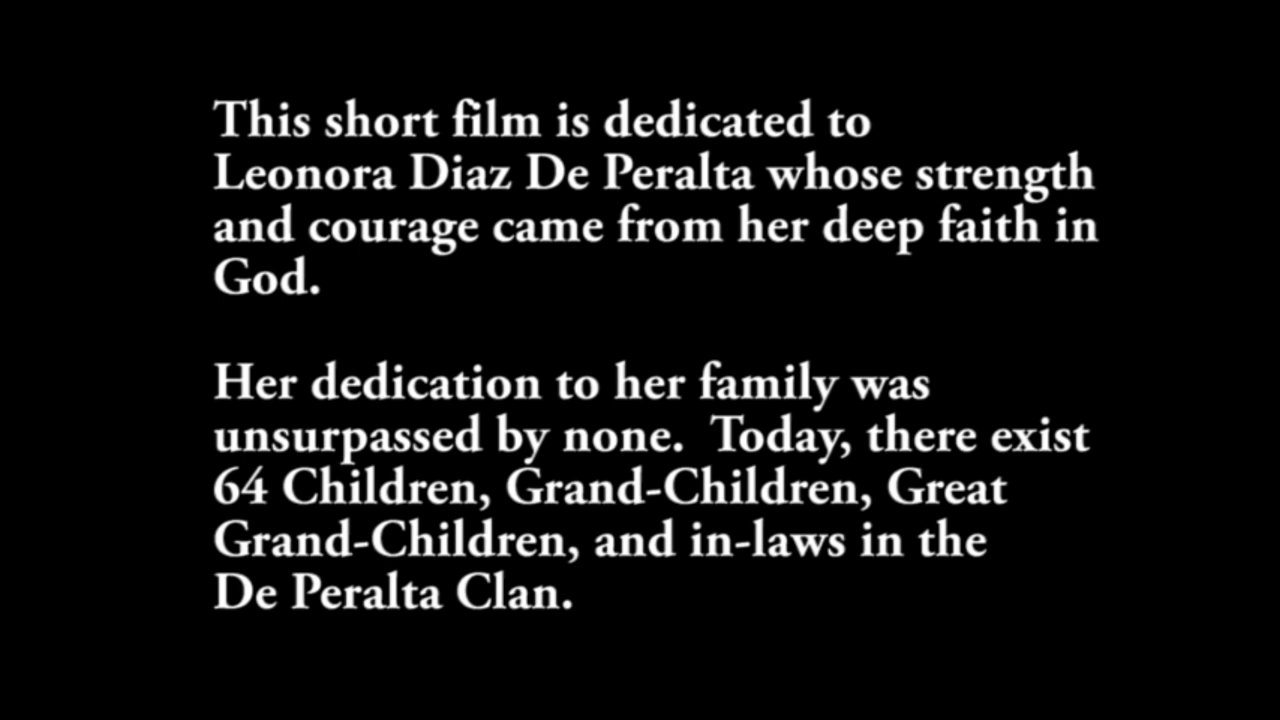 This short film is dedicated to
Leonora Diaz De Peralta whose strength
and courage came from her deep faith in
God.
Her dedication to her family was
unsurpassed by none.  Today, there exist
64 Children, Grand-Children, Great
Grand-Children, and in-laws in the
De Peralta Clan.